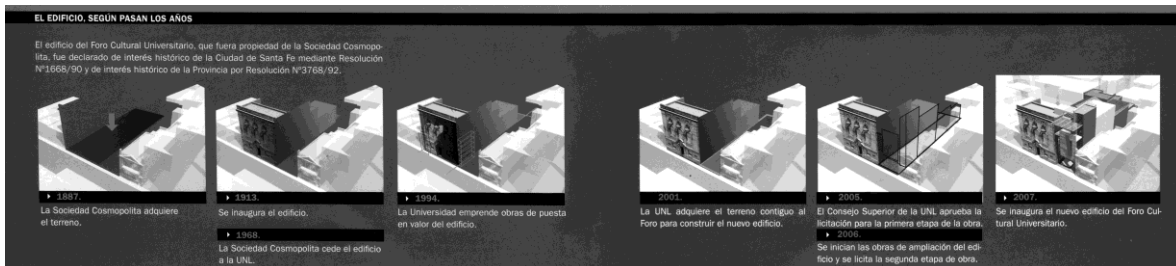 EL EDIFICIO. SEGÚN PASAN LOS AÑOS
El edificio del Foro Cultural Universitario, que fuera propiedad de la Sociedad Cosmopo-
lita, fue declarado de interés histórico de la Ciudad de Santa Fe mediante Resolución
Nº1668/90 y de interés histórico de la Provincia por Resolución Nº3768/92.
1887.
La Sociedad Cosmopolita adquiere
el terreno.
1913.
Se inaugura el edificio.
1968.
La Sociedad Cosmopolita cede el edificio
a la UNL.
1994.
La Universidad emprende obras de puesta
en valor del edificio.
2001.
La UNL adquiere el terreno contiguo al
Foro para construir el nuevo edificio.
2005.
El Consejo Superior de la UNL aprueba la
licitación para la primera etapa de la obra.
2006.
Se inician las obras de ampliación del edi-
ficio y se licita la segunda etapa de obra.
2007.
Se inaugura el nuevo edificio del Foro Cul-
tural Universitario.